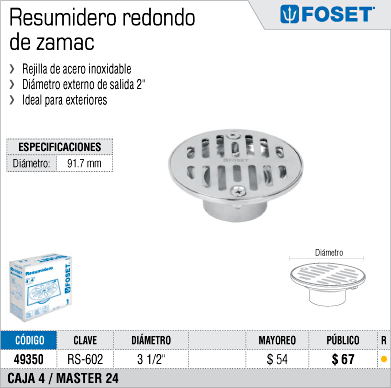 Resumidero redondo
de zamac
FOSET
› Rejilla de acero inoxidable
› Diámetro externo de salida 2"
› Ideal para exteriores
ESPECIFICACIONES
Diámetro: 91.7 mm
FOSET
Resumidero
FOSET
Diámetro
CÓDIGO CLAVE DIÁMETRO MAYOREO PÚBLICO R
49350 RS-602 3 1/2" $ 54 $ 67
CAJA 4 / MASTER 24